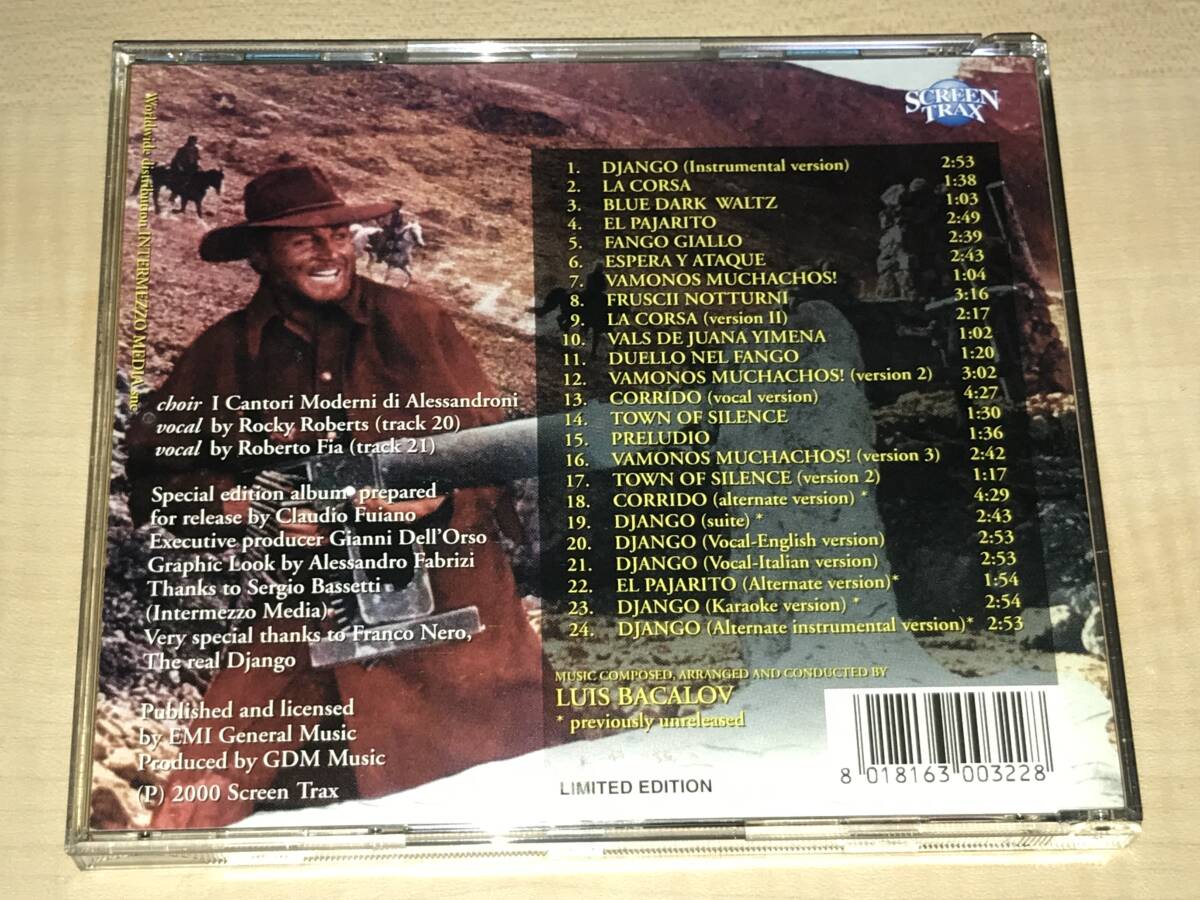 SCREEN
TRAX
Worldwide distribution INTERMEZZO MEDIA
1. DJANGO (Instrumental version) 2:53
2. LA CORSA 1:38
3. BLUE DARK WALTZ 1:03
4. EL PAJARITO 2:49
5. FANGO GIALLO 2:39
6. ESPERA Y ATAQUE 2:43
7. VAMONOS MUCHACHOS! 1:04
8. FRUSCII NOTTURNI 3:16
9. LA CORSA (version II) 2:17
10. VALS DE JUANA YIMENA 1:02
11. DUELLO NEL FANGO 1:20
12. VAMONOS MUCHACHOS! (version 2) 3:02
13. CORRIDO (vocal version) 4:27
14. TOWN OF SILENCE 1:30
15. PRELUDIO 1:36
16. VAMONOS MUCHACHOS! (version 3) 2:42
17. TOWN OF SILENCE (version 2) 1:17
18. CORRIDO (alternate version) * 4:29
19. DJANGO (suite) * 2:43
20. DJANGO (Vocal-English version) 2:53
21. DJANGO (Vocal-Italian version) 2:53
22. EL PAJARITO (Alternate version)* 1:54
23. DJANGO (Karaoke version) * 2:54
24. DJANGO (Alternate instrumental version)* 2:53
MUSIC COMPOSED, ARRANGED AND CONDUCTED BY
LUIS BACALOV
* previously unreleased
choir I Cantori Moderni di Alessandroni
vocal by Rocky Roberts (track 20)
vocal by Roberto Fia (track 21)
Special edition album prepared
for release by Claudio Fuiano
Executive producer Gianni Dell'Orso
Graphic Look by Alessandro Fabrizi
Thanks to Sergio Bassetti
(Intermezzo Media)
Very special thanks to Franco Nero,
The real Django
Published and licensed
by EMI General Music
Produced by GDM Music
(P) 2000 Screen Trax
LIMITED EDITION
8 018163 003228